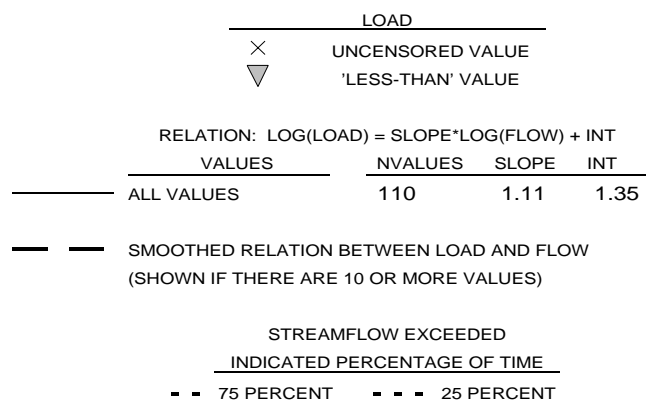 LOAD
UNCENSORED VALUE
'LESS-THAN' VALUE
RELATION: LOG(LOAD) = SLOPE*LOG(FLOW) + INT
VALUES NVALUES SLOPE INT
ALL VALUES 110 1.11 1.35
SMOOTHED RELATION BETWEEN LOAD AND FLOW
(SHOWN IF THERE ARE 10 OR MORE VALUES)
STREAMFLOW EXCEEDED
INDICATED PERCENTAGE OF TIME
75 PERCENT 25 PERCENT